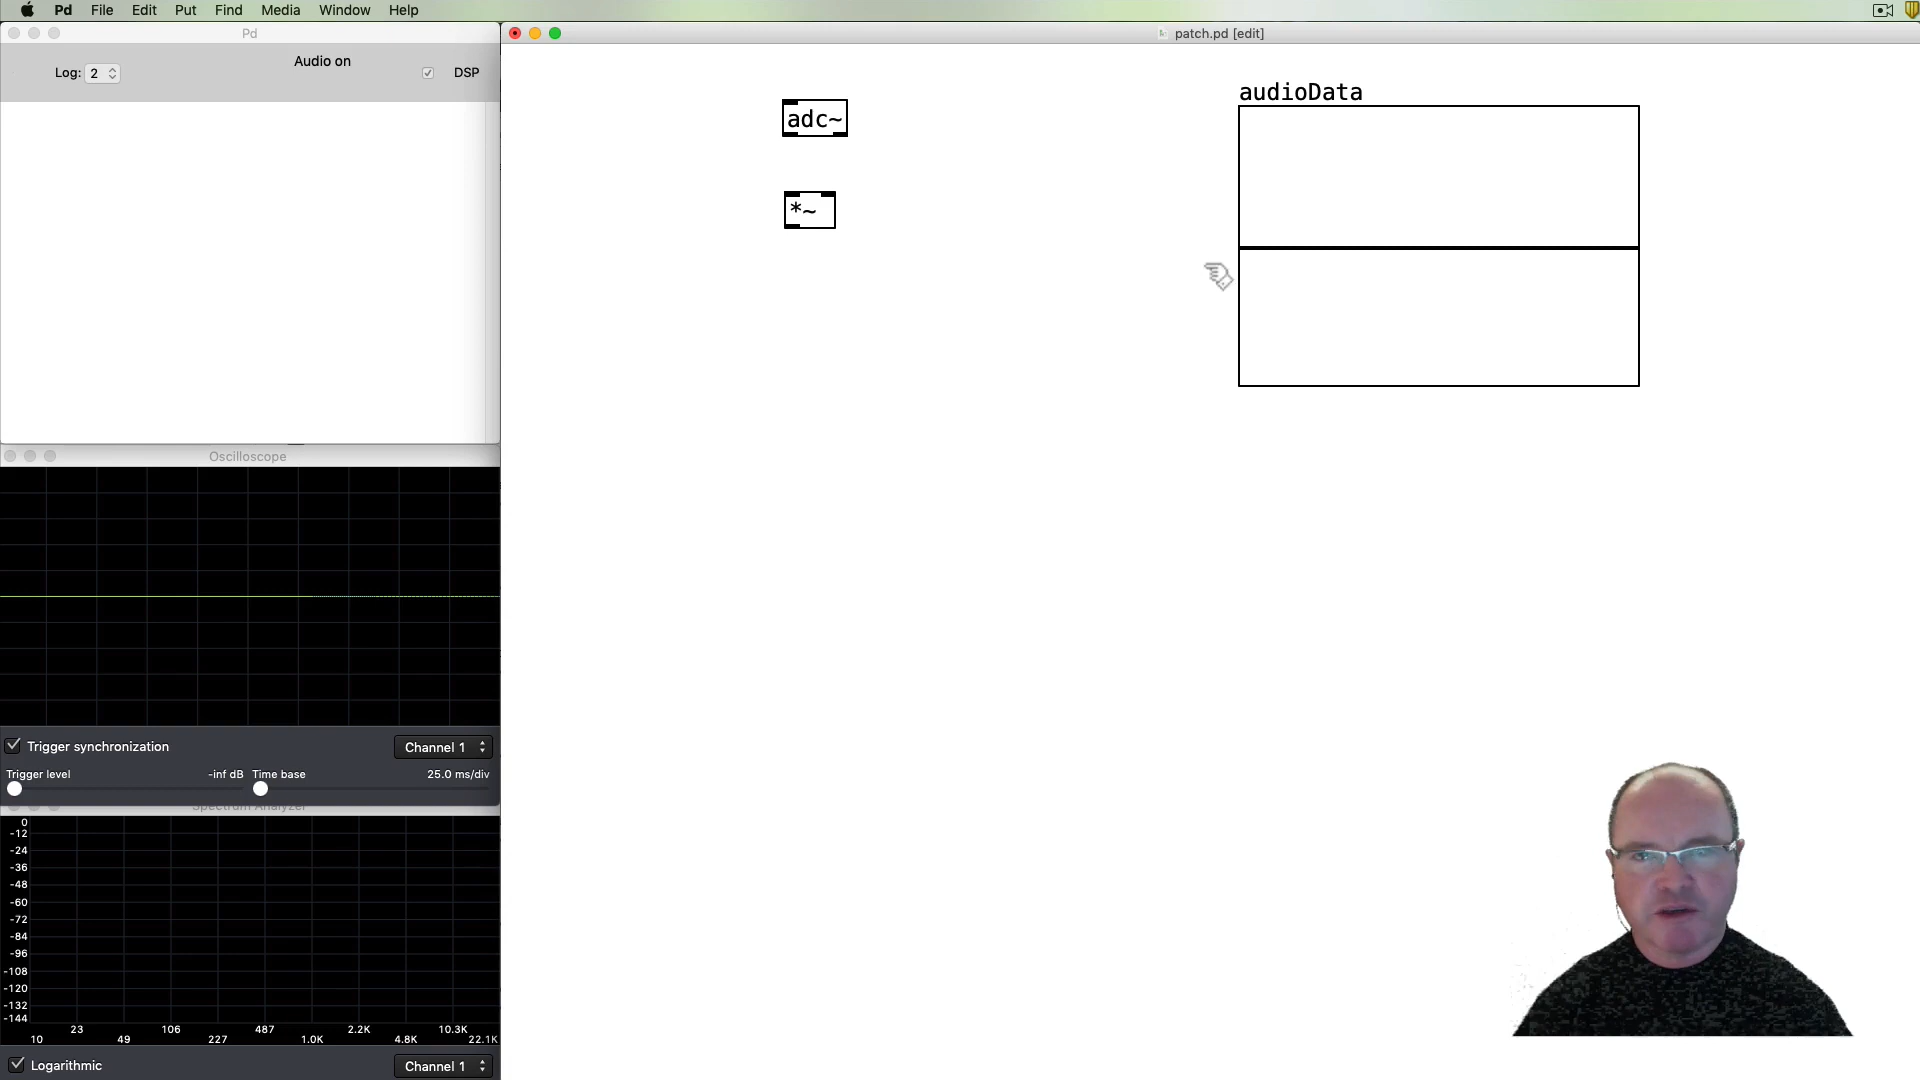 Pd File Edit Put Find Media Window Help
Pd
Log: 2
Audio on
DSP
patch.pd [edit]
adc~
*~
audioData
Oscilloscope
Trigger synchronization
Channel 1
Trigger level
-inf dB
Time base
25.0 ms/div
Spectrum Analyzer
0
-12
-24
-36
-48
-60
-72
-84
-96
-108
-120
-132
-144
23 106 487 2.2K 10.3K
10 49 227 1.0K 4.8K 22.1K
Logarithmic
Channel 1